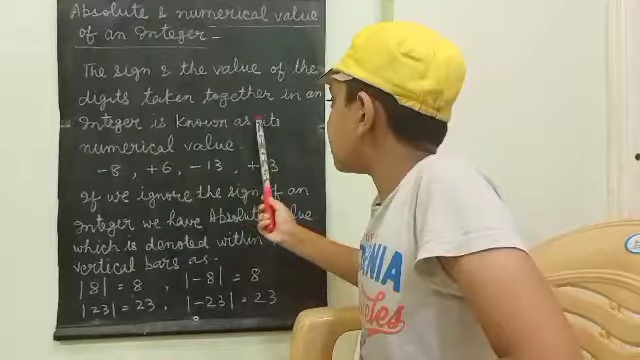 Absolute & numerical value
of an Integer -
The sign & the value of the
digits taken together in an
Integer is known as its
numerical value.
-8 , +6 , -13 , +13
If we ignore the sign of an
Integer we have Absolute value
which is denoted within
vertical bars as.
|8| = 8 , |-8| = 8
|23| = 23 , |-23| = 23